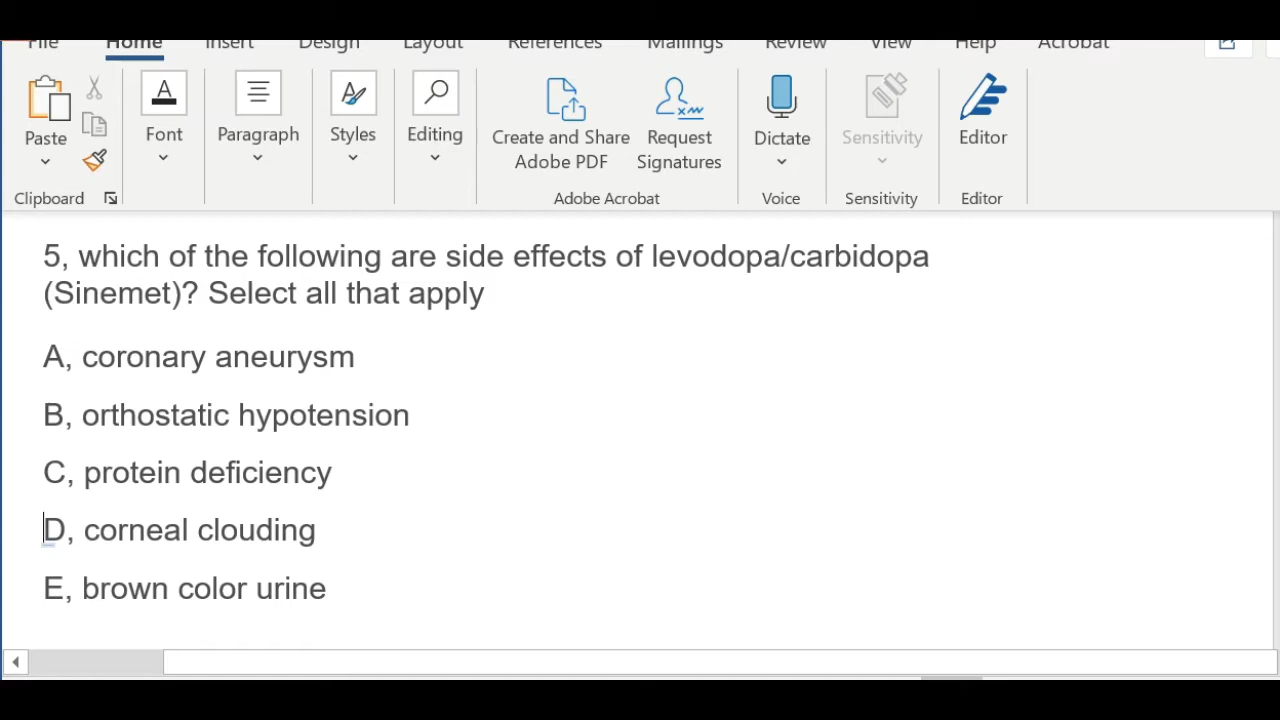 File Home Insert Design Layout References Mailings Review View Help Acrobat
Paste Font Paragraph Styles Editing Create and Share Adobe PDF Request Signatures Dictate Sensitivity Editor
Clipboard Adobe Acrobat Voice Sensitivity Editor
5, which of the following are side effects of levodopa/carbidopa
(Sinemet)? Select all that apply
A, coronary aneurysm
B, orthostatic hypotension
C, protein deficiency
D, corneal clouding
E, brown color urine